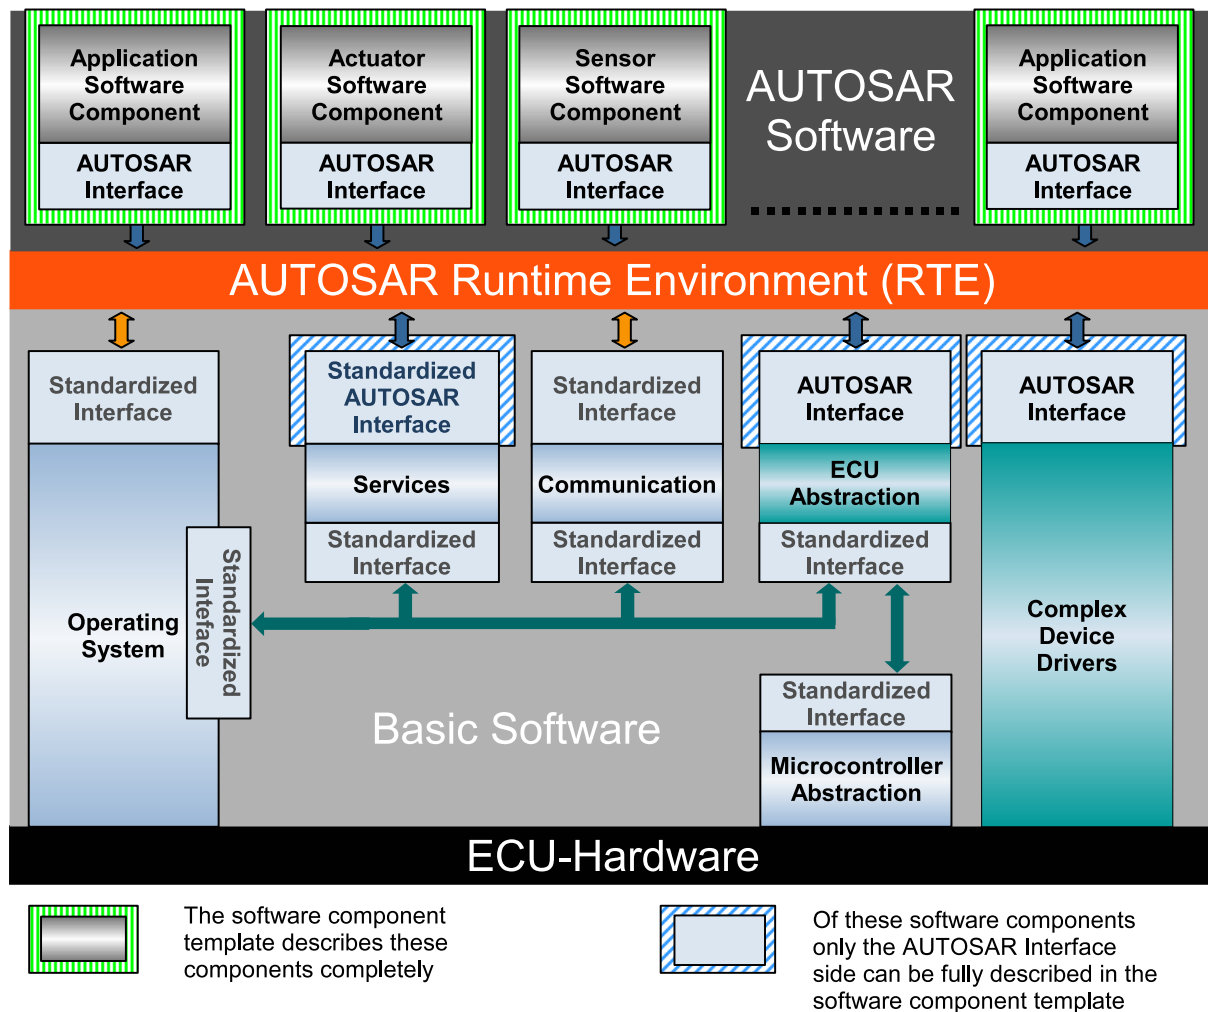 Application
Software
Component
AUTOSAR
Interface
Actuator
Software
Component
AUTOSAR
Interface
Sensor
Software
Component
AUTOSAR
Interface
AUTOSAR
Software
Application
Software
Component
AUTOSAR
Interface
AUTOSAR Runtime Environment (RTE)
Standardized
Interface
Operating
System
Standardized
Inteface
Standardized
AUTOSAR
Interface
Services
Standardized
Interface
Standardized
Interface
Communication
Standardized
Interface
AUTOSAR
Interface
ECU
Abstraction
Standardized
Interface
Standardized
Interface
Microcontroller
Abstraction
AUTOSAR
Interface
Complex
Device
Drivers
Basic Software
ECU-Hardware
The software component
template describes these
components completely
Of these software components
only the AUTOSAR Interface
side can be fully described in the
software component template